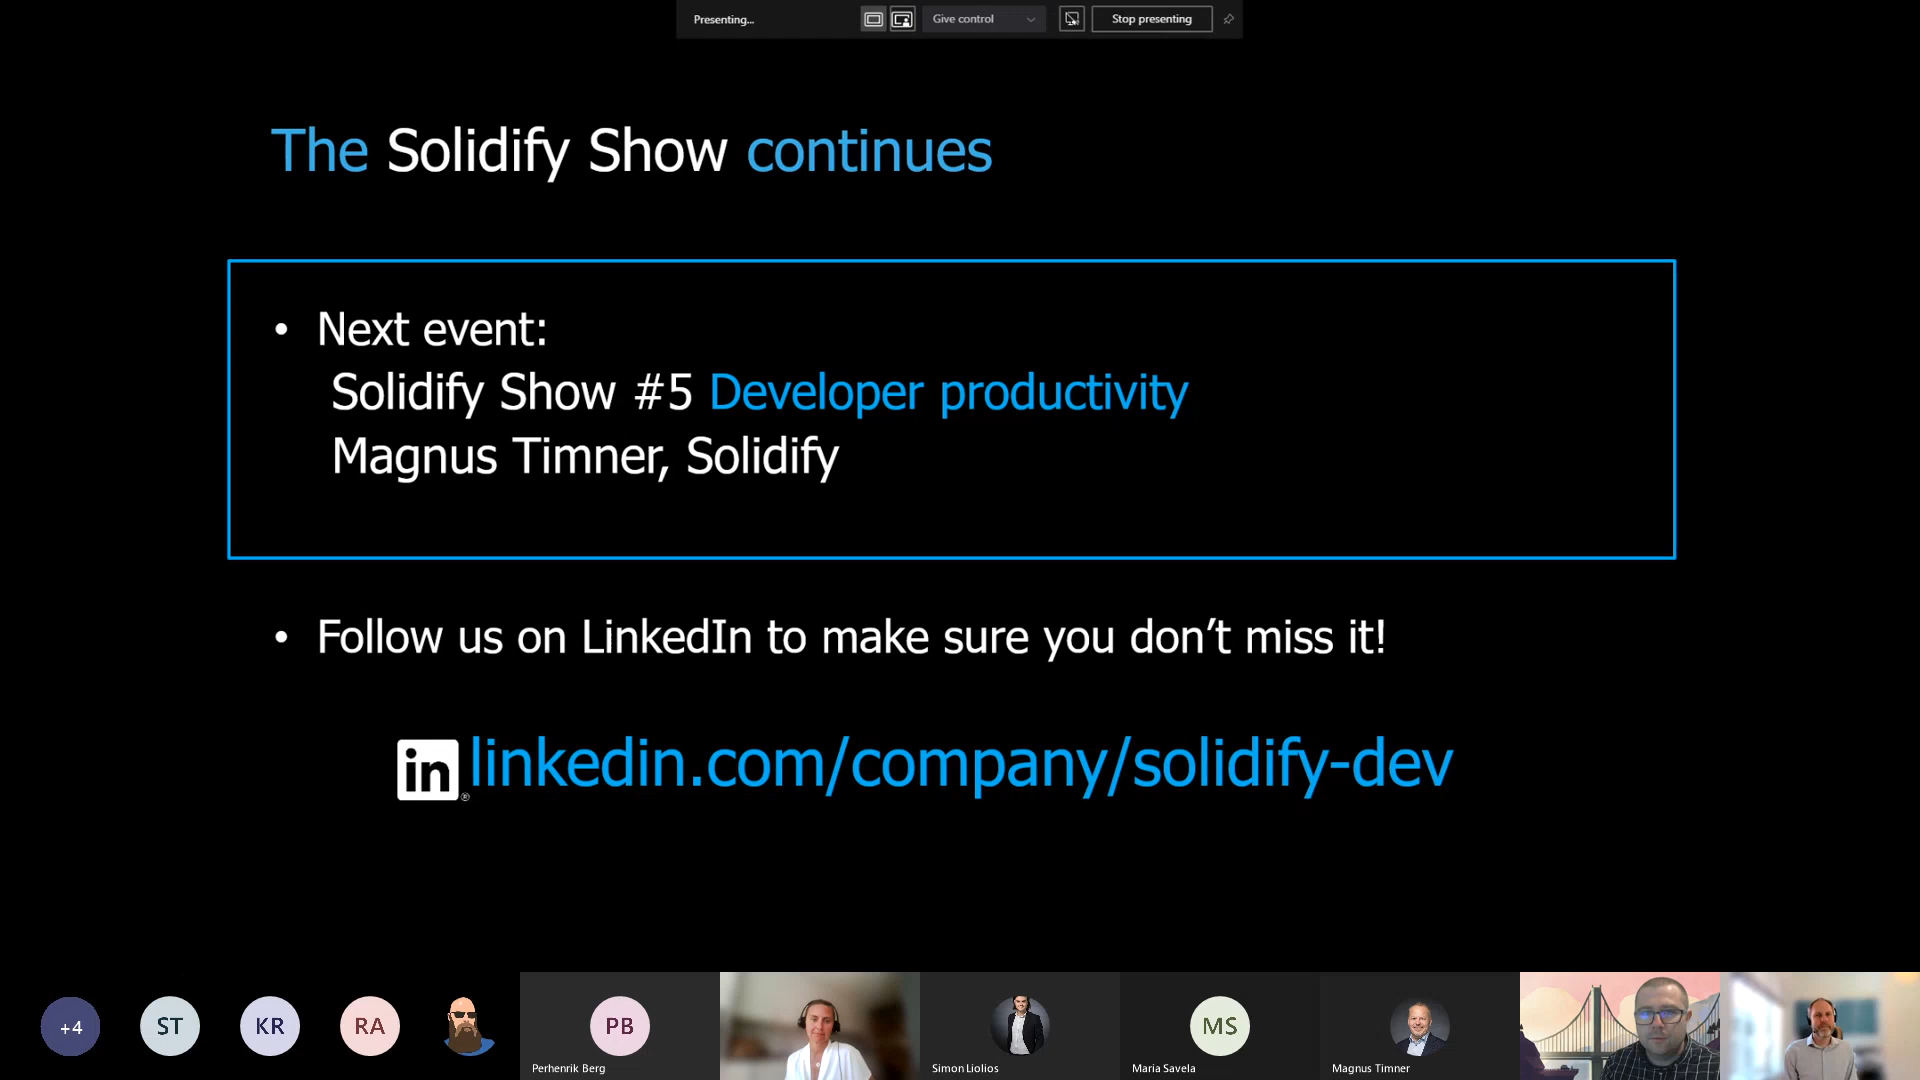 Presenting...
Give control
Stop presenting
The Solidify Show continues
• Next event:
Solidify Show #5 Developer productivity
Magnus Timner, Solidify
• Follow us on LinkedIn to make sure you don’t miss it!
in® linkedin.com/company/solidify-dev
+4
ST
KR
RA
PB
MS
Perhenrik Berg
Simon Liolios
Maria Savela
Magnus Timner